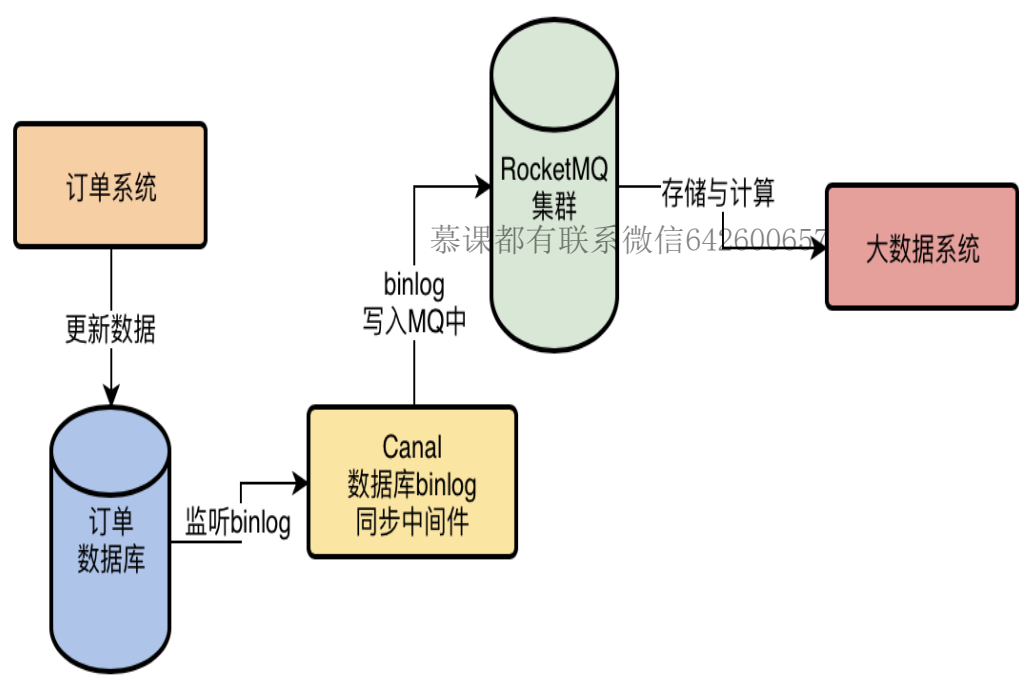 订单系统
更新数据
订单
数据库
监听binlog
Canal
数据库binlog
同步中间件
binlog
写入MQ中
RocketMQ
集群
存储与计算
大数据系统
慕课都有联系微信642600657